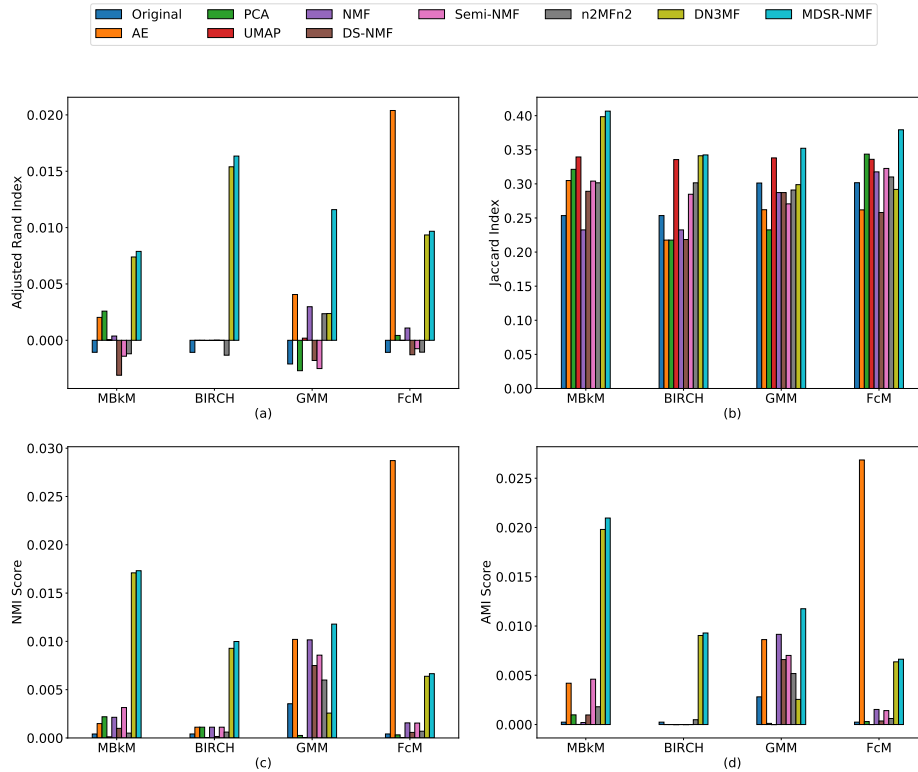 Original PCA NMF Semi-NMF n2MFn2 DN3MF MDSR-NMF
AE UMAP DS-NMF
Adjusted Rand Index
0.020
0.015
0.010
0.005
0.000
MBkM BIRCH GMM FcM
(a)
Jaccard Index
0.40
0.35
0.30
0.25
0.20
0.15
0.10
0.05
0.00
MBkM BIRCH GMM FcM
(b)
NMI Score
0.030
0.025
0.020
0.015
0.010
0.005
0.000
MBkM BIRCH GMM FcM
(c)
AMI Score
0.025
0.020
0.015
0.010
0.005
0.000
MBkM BIRCH GMM FcM
(d)